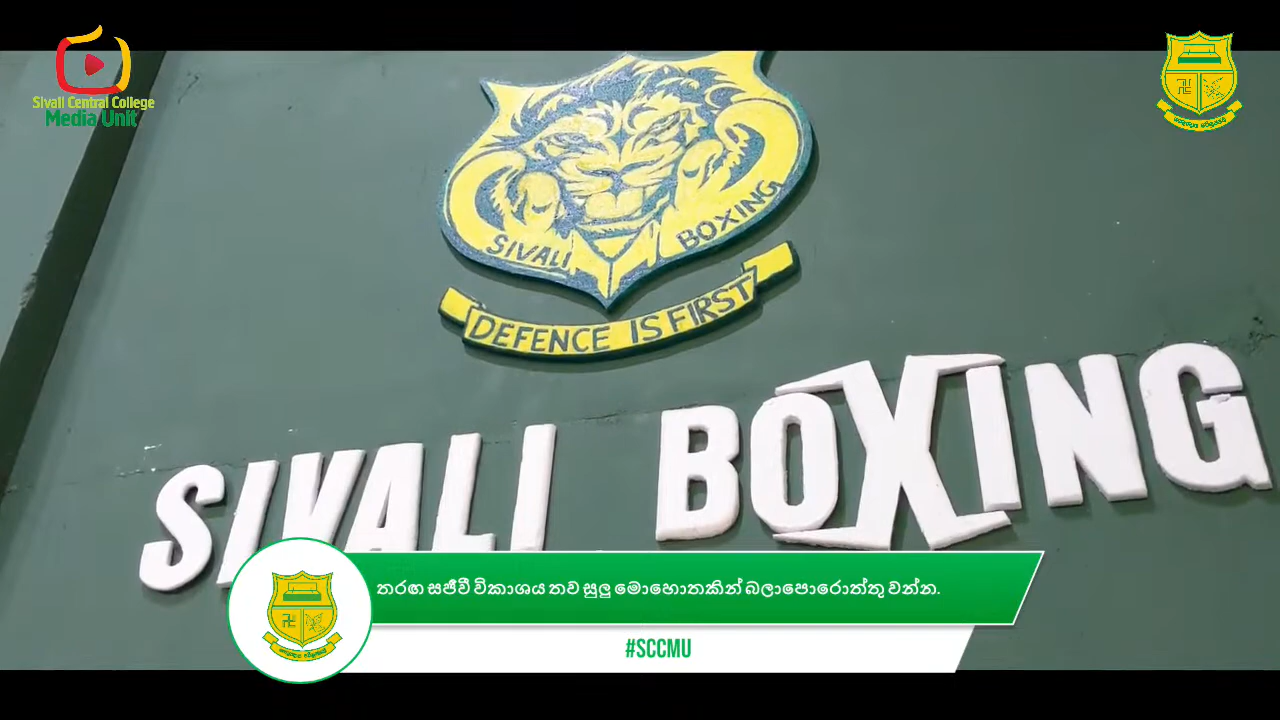 Sivali Central College
Media Unit
SIVALI BOXING
DEFENCE IS FIRST
SIVALI BOXING
තරඟ සජීවී විකාශය තව සුලු මොහොතකින් බලාපොරොත්තු වන්න.
#SCCMU